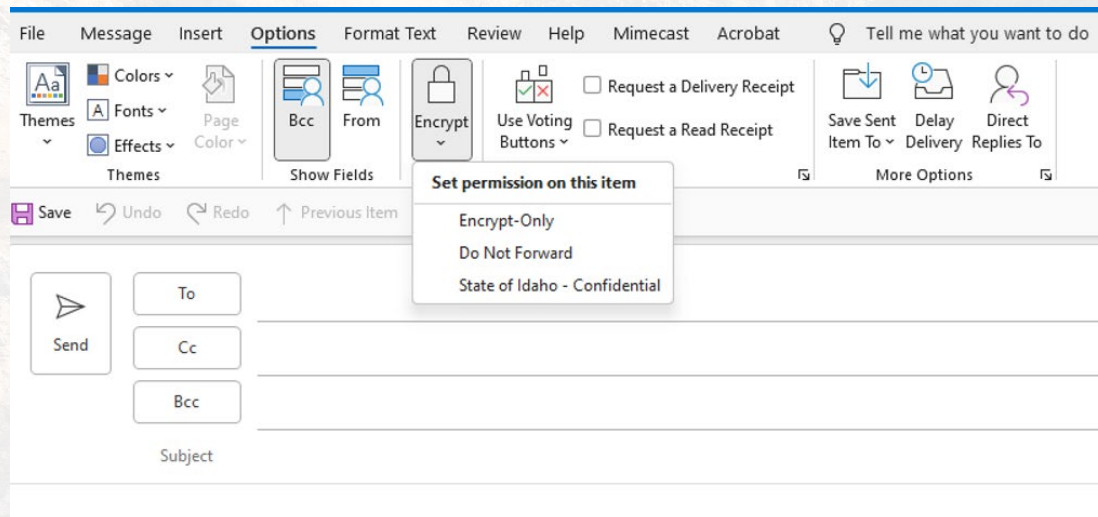 File Message Insert Options Format Text Review Help Mimecast Acrobat Tell me what you want to do
Aa
Themes
Colors
A Fonts
Effects
Page
Color
Themes
Bcc
From
Show Fields
Encrypt
Use Voting
Buttons
Request a Delivery Receipt
Request a Read Receipt
Save Sent
Item To
Delay
Delivery
Direct
Replies To
More Options
Set permission on this item
Encrypt-Only
Do Not Forward
State of Idaho - Confidential
Save Undo Redo Previous Item
Send
To
Cc
Bcc
Subject